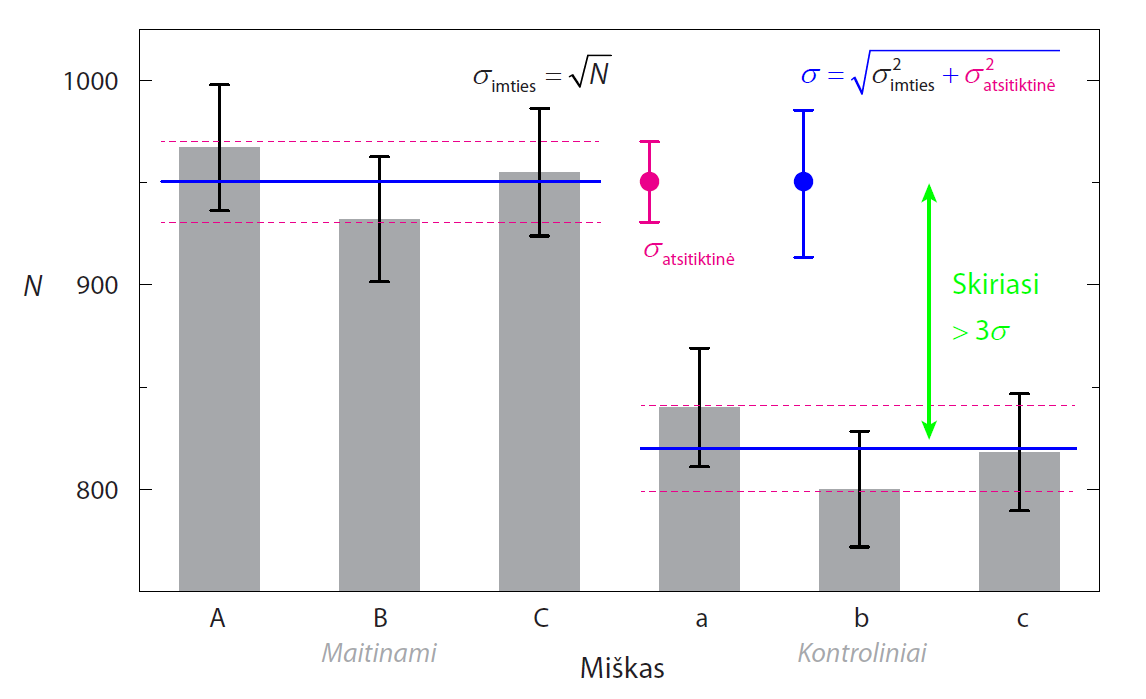 σimties = √N
σ = √σ²imties + σ²atsitiktinė
1000
900
800
N
σatsitiktinė
Skiriasi
> 3σ
A B C a b c
Maitinami Kontroliniai
Miškas